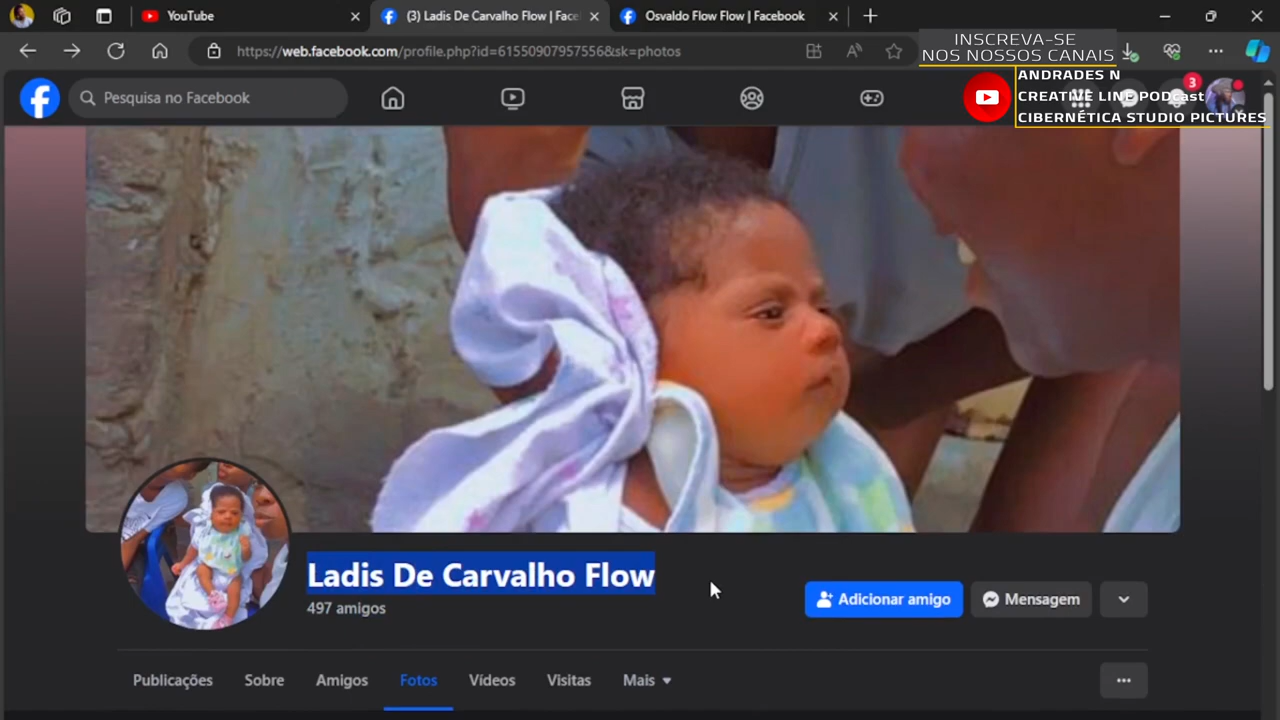 YouTube
(3) Ladis De Carvalho Flow | Face
Osvaldo Flow Flow | Facebook
https://web.facebook.com/profile.php?id=61550907957556&sk=photos
INSCREVA-SE
NOS NOSSOS CANAIS
Pesquisa no Facebook
3
ANDRADES N
CREATIVE LINE PODcast
CIBERNÉTICA STUDIO PICTURES
Ladis De Carvalho Flow
497 amigos
Adicionar amigo
Mensagem
Publicações
Sobre
Amigos
Fotos
Vídeos
Visitas
Mais